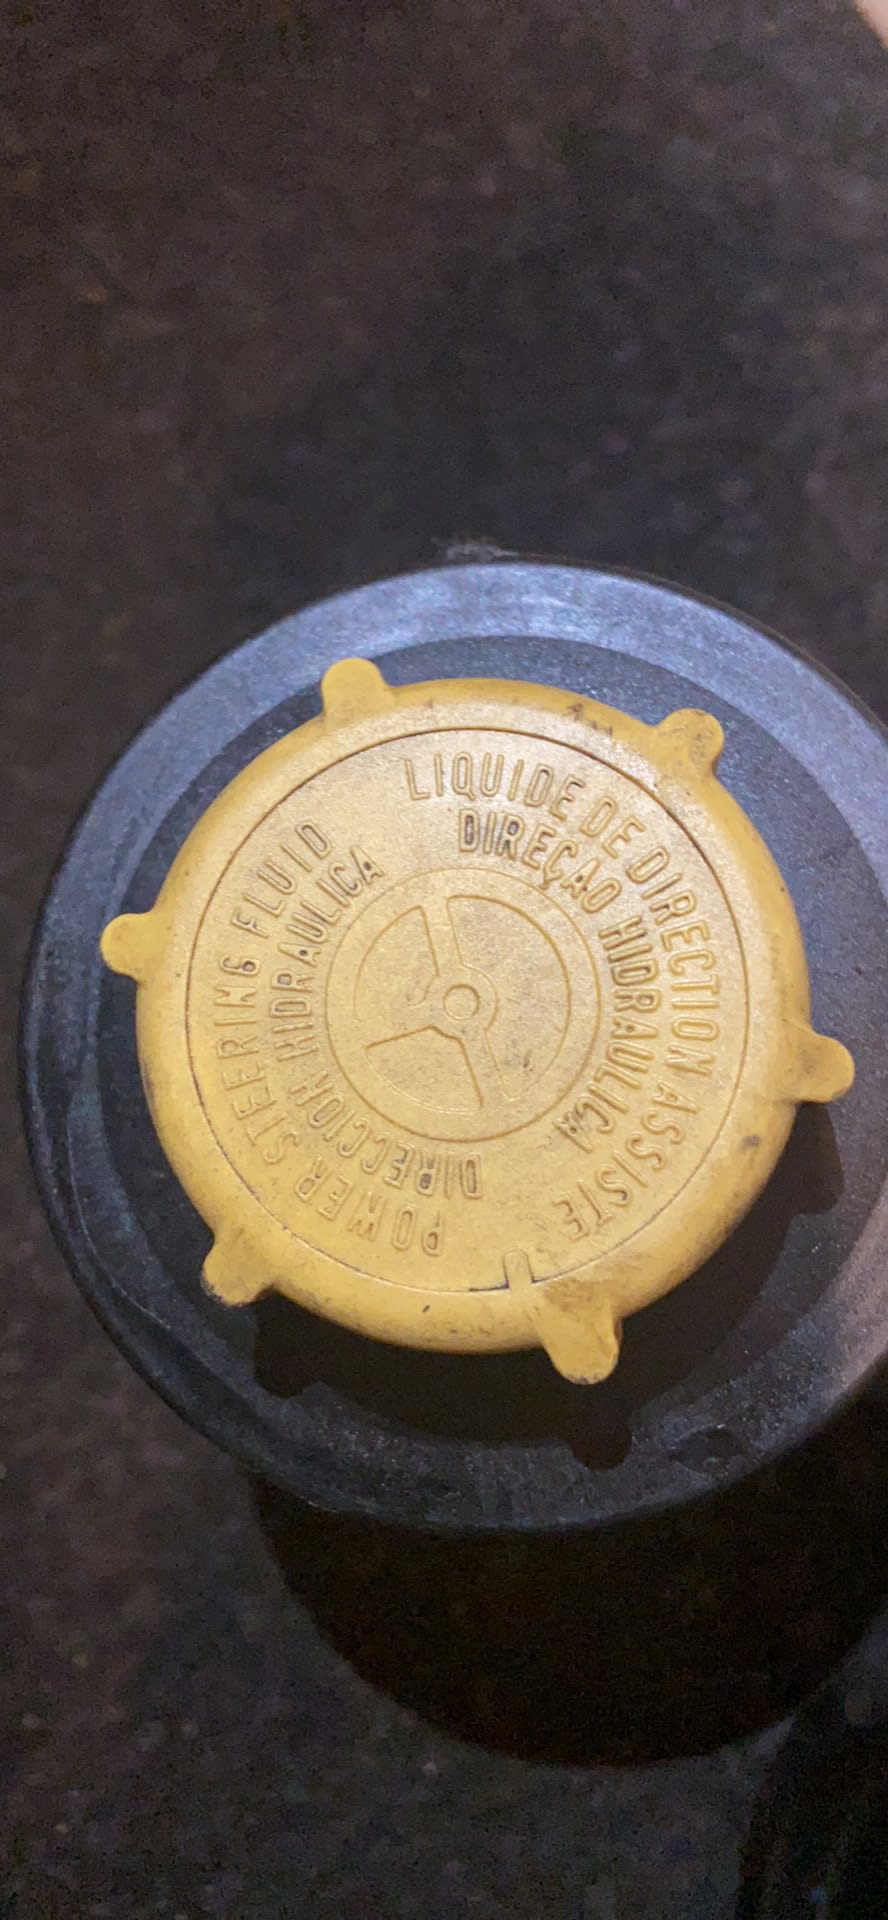 LIQUIDE DE DIRECTION ASSISTE
DIREÇAO HIDRAULICA
POWER STEERING FLUID
DIRECCION HIDRAULICA